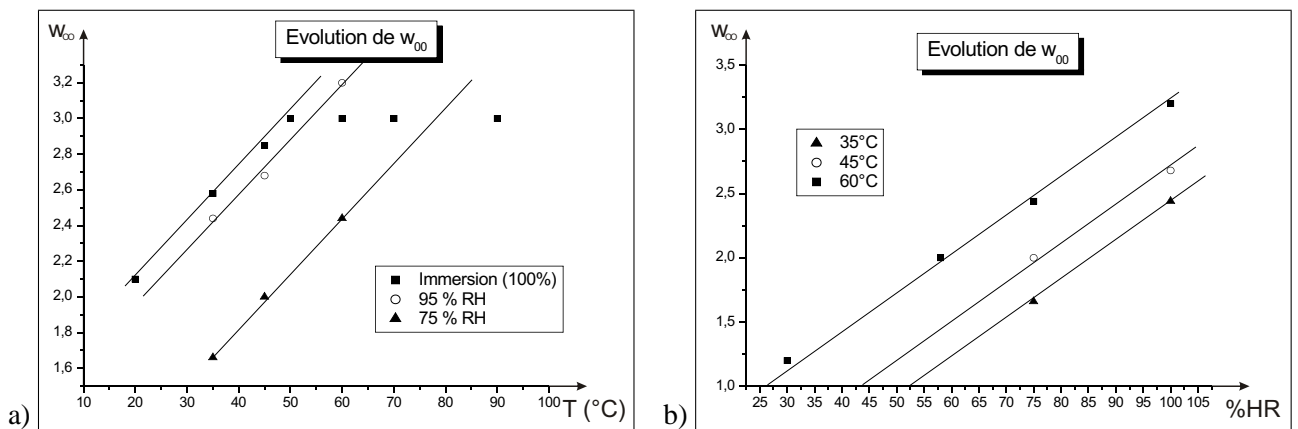 w∞
Evolution de w00
3,2
3,0
2,8
2,6
2,4
2,2
2,0
1,8
1,6
Immersion (100%)
95 % RH
75 % RH
10 20 30 40 50 60 70 80 90 100
T (°C)
a)
w∞
Evolution de w00
3,5
3,0
2,5
2,0
1,5
1,0
35°C
45°C
60°C
25 30 35 40 45 50 55 60 65 70 75 80 85 90 95 100 105
%HR
b)